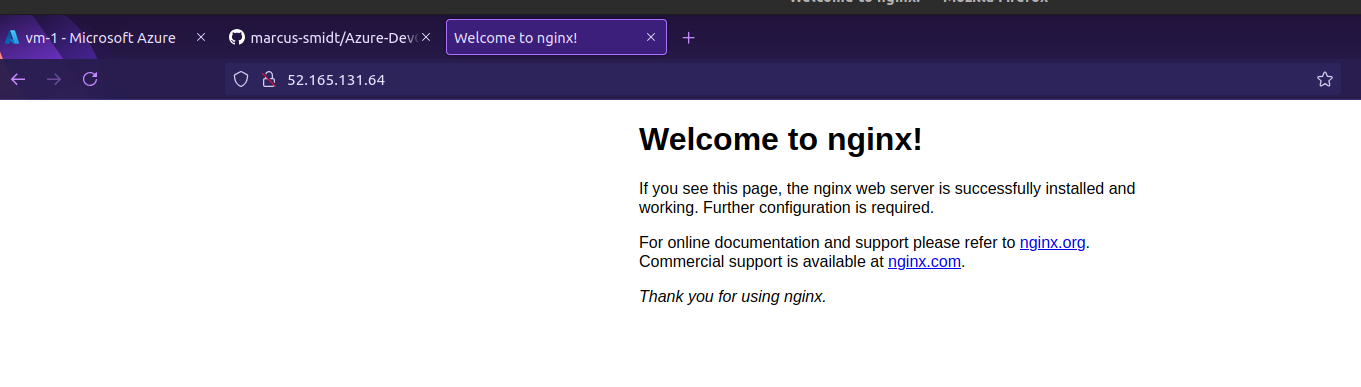 Welcome to nginx! — Mozilla Firefox
vm-1 - Microsoft Azure
marcus-smidt/Azure-Dev
Welcome to nginx!
52.165.131.64
Welcome to nginx!
If you see this page, the nginx web server is successfully installed and
working. Further configuration is required.
For online documentation and support please refer to nginx.org.
Commercial support is available at nginx.com.
Thank you for using nginx.